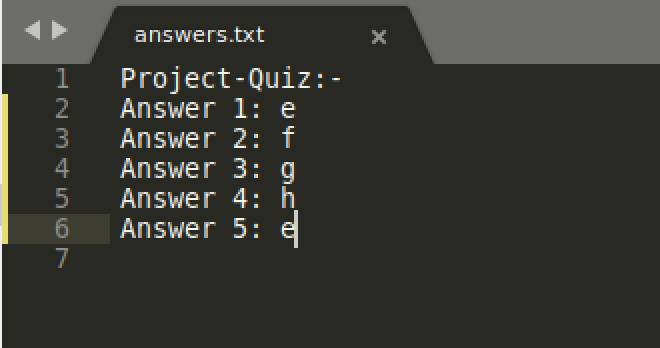 answers.txt ×
1 Project-Quiz:-
2 Answer 1: e
3 Answer 2: f
4 Answer 3: g
5 Answer 4: h
6 Answer 5: e
7